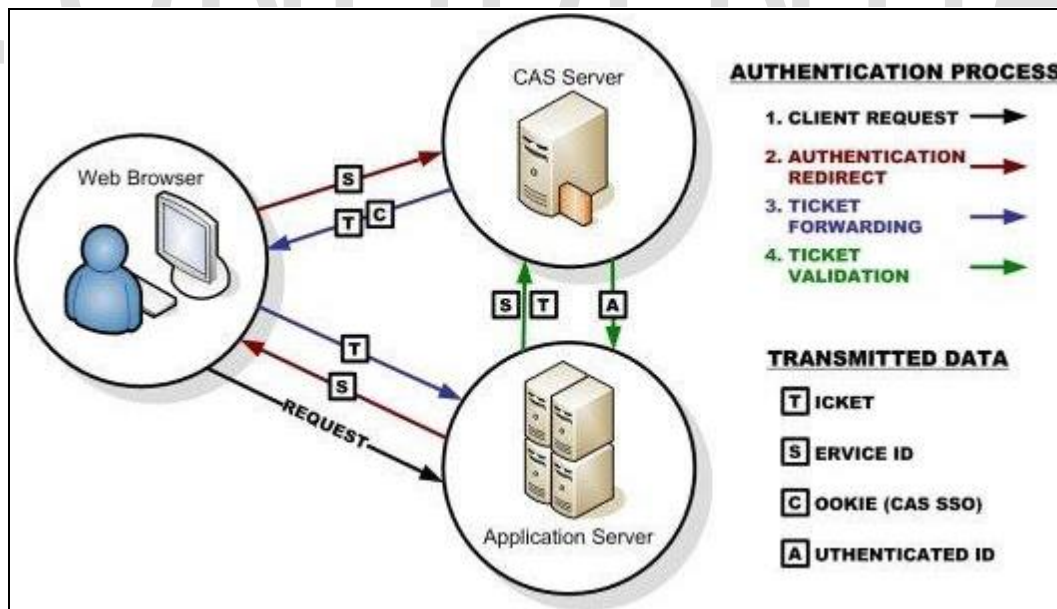 CAS Server
Web Browser
S
T C
S T
A
T
S
REQUEST
Application Server
AUTHENTICATION PROCESS
1. CLIENT REQUEST
2. AUTHENTICATION
REDIRECT
3. TICKET
FORWARDING
4. TICKET
VALIDATION
TRANSMITTED DATA
T ICKET
S ERVICE ID
C OOKIE (CAS SSO)
A UTHENTICATED ID